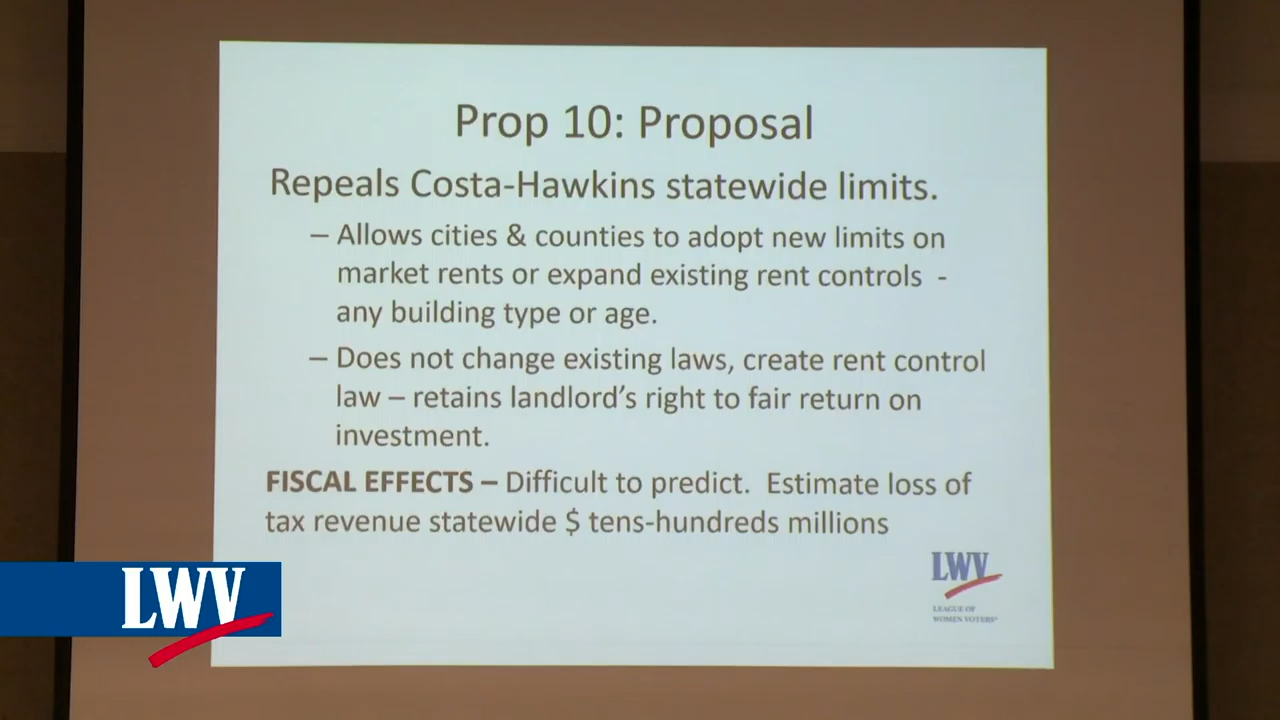 Prop 10: Proposal
Repeals Costa-Hawkins statewide limits.
– Allows cities & counties to adopt new limits on
market rents or expand existing rent controls -
any building type or age.
– Does not change existing laws, create rent control
law – retains landlord's right to fair return on
investment.
FISCAL EFFECTS – Difficult to predict. Estimate loss of
tax revenue statewide $ tens-hundreds millions
LWV
LEAGUE OF
WOMEN VOTERS®
LWV